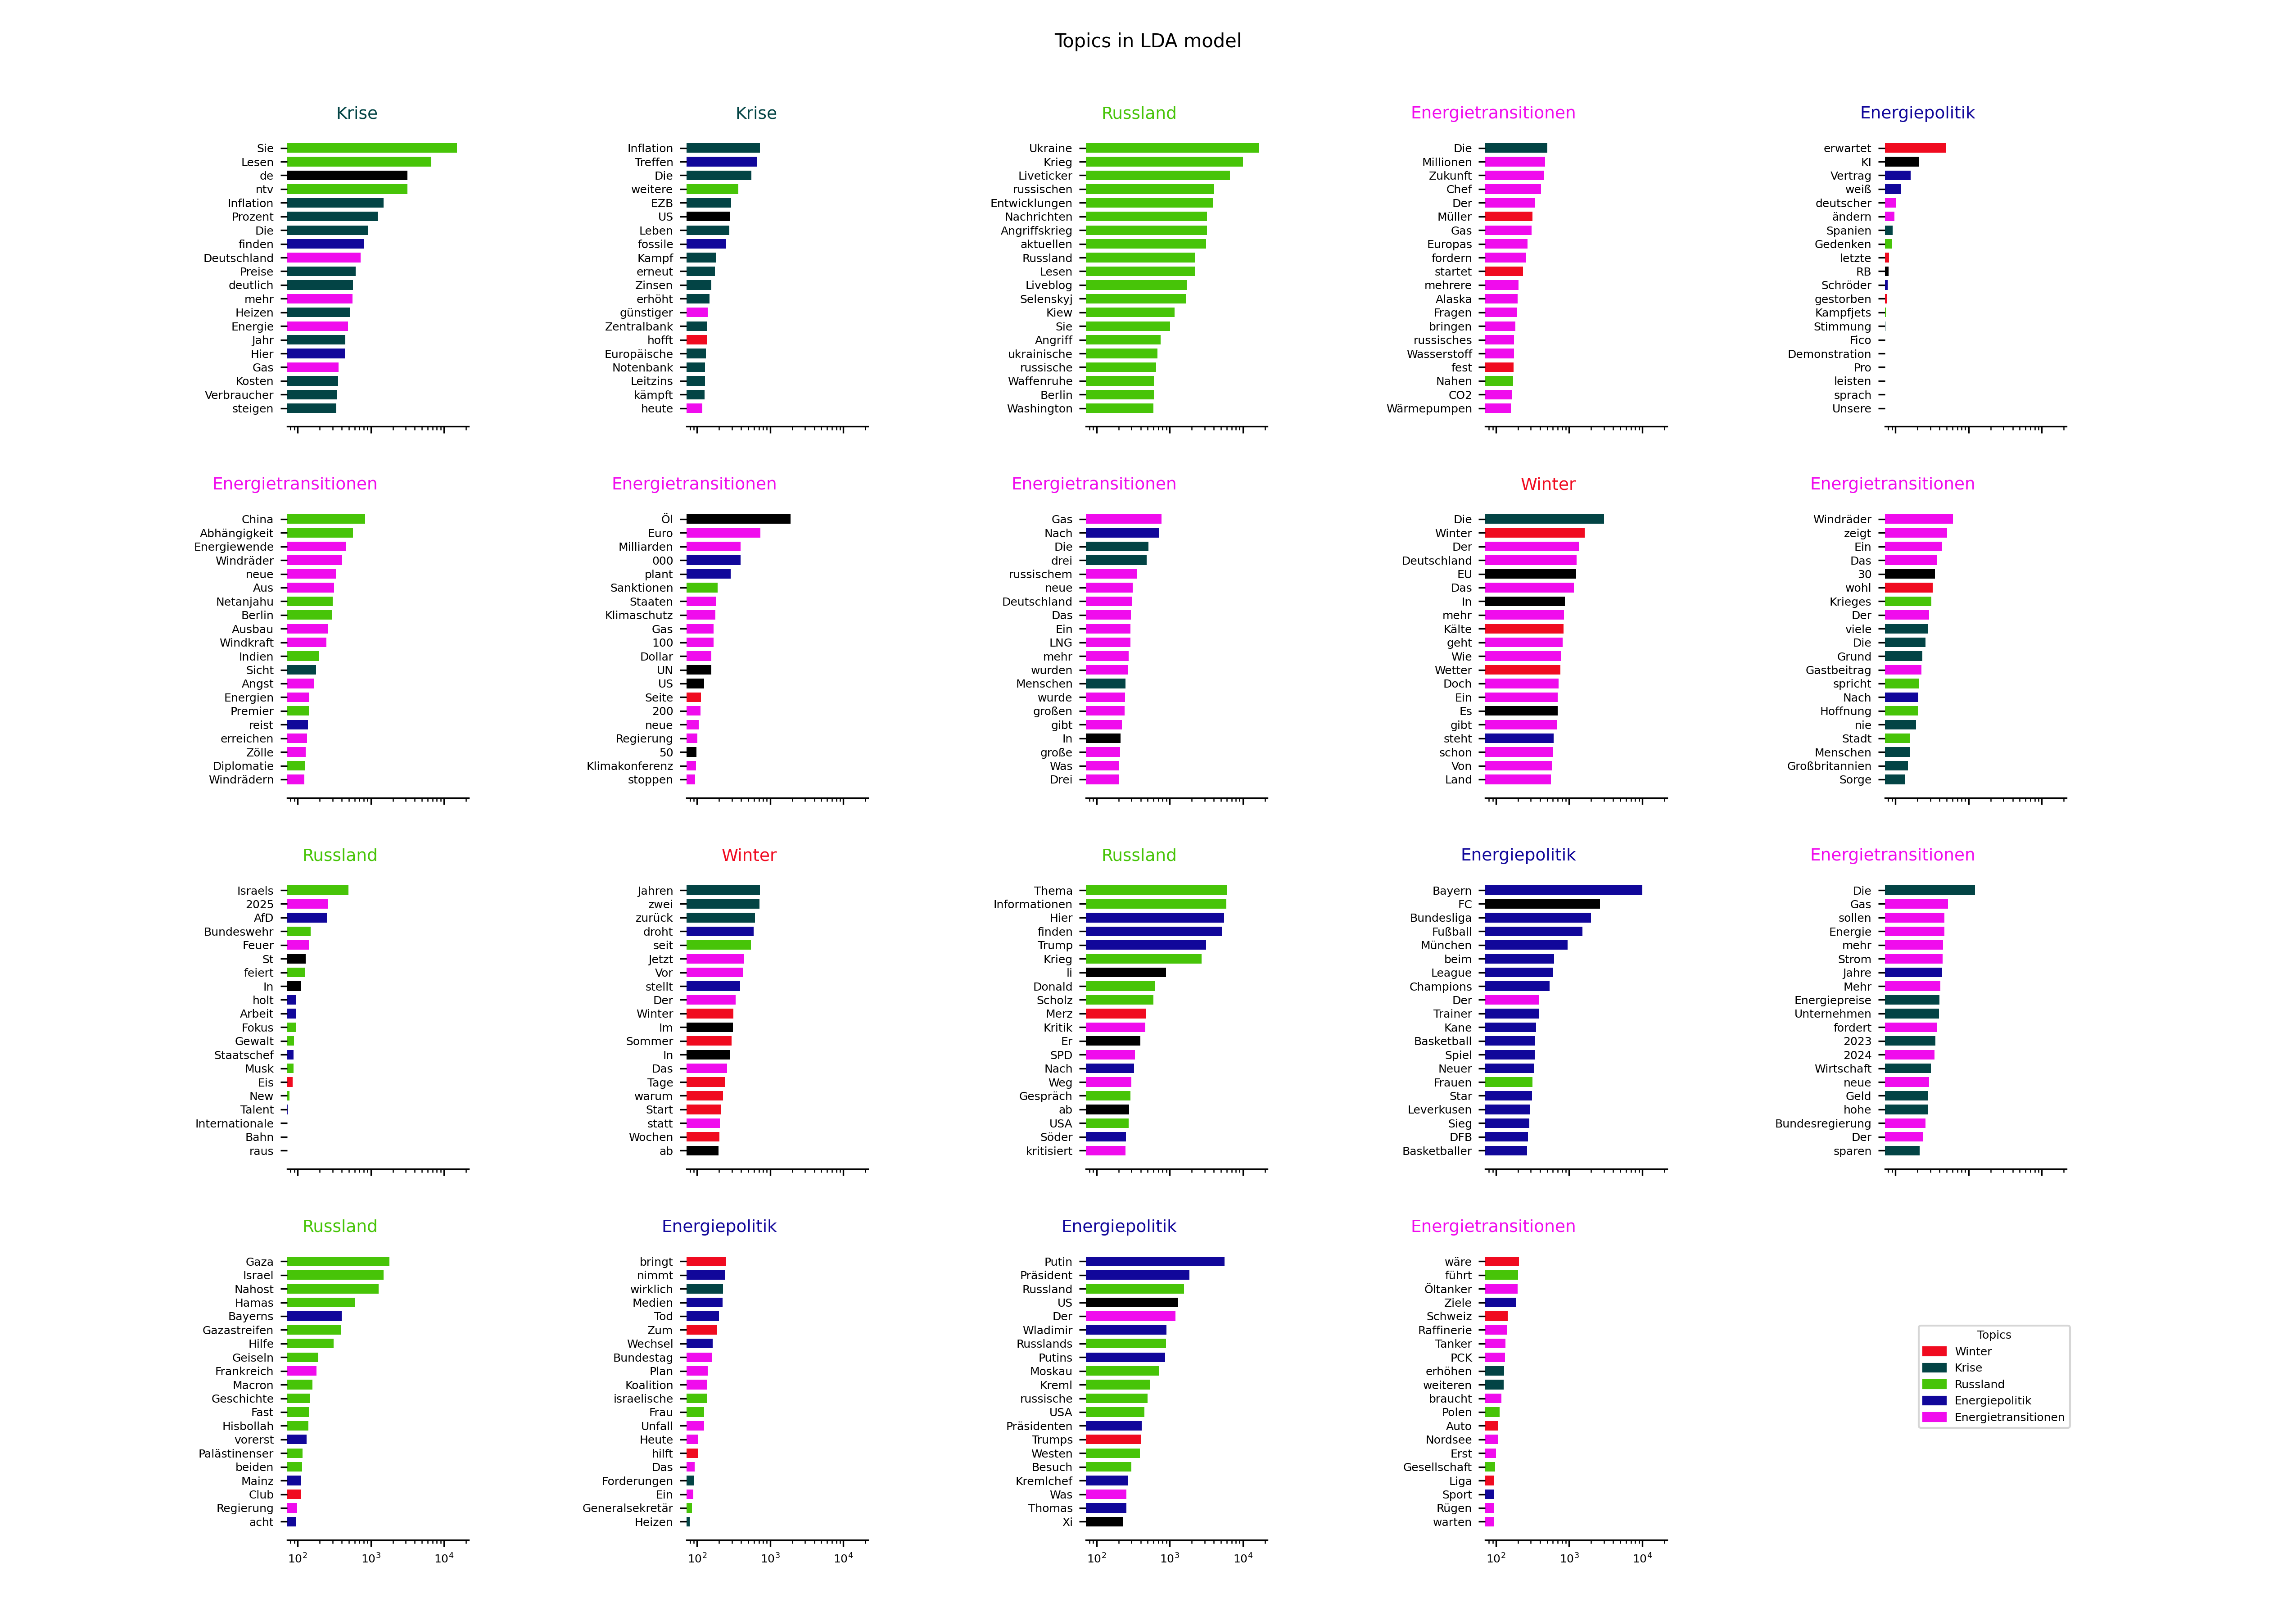 Topics in LDA model
Krise
Sie
Lesen
de
ntv
Inflation
Prozent
Die
finden
Deutschland
Preise
deutlich
mehr
Heizen
Energie
Jahr
Hier
Gas
Kosten
Verbraucher
steigen
Krise
Inflation
Treffen
Die
weitere
EZB
US
Leben
fossile
Kampf
erneut
Zinsen
erhöht
günstiger
Zentralbank
hofft
Europäische
Notenbank
Leitzins
kämpft
heute
Russland
Ukraine
Krieg
Liveticker
russischen
Entwicklungen
Nachrichten
Angriffskrieg
aktuellen
Russland
Lesen
Liveblog
Selenskyj
Kiew
Sie
Angriff
ukrainische
russische
Waffenruhe
Berlin
Washington
Energietransitionen
Die
Millionen
Zukunft
Chef
Der
Müller
Gas
Europas
fordern
startet
mehrere
Alaska
Fragen
bringen
russisches
Wasserstoff
fest
Nahen
CO2
Wärmepumpen
Energiepolitik
erwartet
KI
Vertrag
weiß
deutscher
ändern
Spanien
Gedenken
letzte
RB
Schröder
gestorben
Kampfjets
Stimmung
Fico
Demonstration
Pro
leisten
sprach
Unsere
Energietransitionen
China
Abhängigkeit
Energiewende
Windräder
neue
Aus
Netanjahu
Berlin
Ausbau
Windkraft
Indien
Sicht
Angst
Energien
Premier
reist
erreichen
Zölle
Diplomatie
Windrädern
Energietransitionen
Öl
Euro
Milliarden
000
plant
Sanktionen
Staaten
Klimaschutz
Gas
100
Dollar
UN
US
Seite
200
neue
Regierung
50
Klimakonferenz
stoppen
Energietransitionen
Gas
Nach
Die
drei
russischem
neue
Deutschland
Das
Ein
LNG
mehr
wurden
Menschen
wurde
großen
gibt
In
große
Was
Drei
Winter
Die
Winter
Der
Deutschland
EU
Das
In
mehr
Kälte
geht
Wie
Wetter
Doch
Ein
Es
gibt
steht
schon
Von
Land
Energietransitionen
Windräder
zeigt
Ein
Das
30
wohl
Krieges
Der
viele
Die
Grund
Gastbeitrag
spricht
Nach
Hoffnung
nie
Stadt
Menschen
Großbritannien
Sorge
Russland
Israels
2025
AfD
Bundeswehr
Feuer
St
feiert
In
holt
Arbeit
Fokus
Gewalt
Staatschef
Musk
Eis
New
Talent
Internationale
Bahn
raus
Winter
Jahren
zwei
zurück
droht
seit
Jetzt
Vor
stellt
Der
Winter
Im
Sommer
In
Das
Tage
warum
Start
statt
Wochen
ab
Russland
Thema
Informationen
Hier
finden
Trump
Krieg
li
Donald
Scholz
Merz
Kritik
Er
SPD
Nach
Weg
Gespräch
ab
USA
Söder
kritisiert
Energiepolitik
Bayern
FC
Bundesliga
Fußball
München
beim
League
Champions
Der
Trainer
Kane
Basketball
Spiel
Neuer
Frauen
Star
Leverkusen
Sieg
DFB
Basketballer
Energietransitionen
Die
Gas
sollen
Energie
mehr
Strom
Jahre
Mehr
Energiepreise
Unternehmen
fordert
2023
2024
Wirtschaft
neue
Geld
hohe
Bundesregierung
Der
sparen
Russland
Gaza
Israel
Nahost
Hamas
Bayerns
Gazastreifen
Hilfe
Geiseln
Frankreich
Macron
Geschichte
Fast
Hisbollah
vorerst
Palästinenser
beiden
Mainz
Club
Regierung
acht
10² 10³ 10⁴
Energiepolitik
bringt
nimmt
wirklich
Medien
Tod
Zum
Wechsel
Bundestag
Plan
Koalition
israelische
Frau
Unfall
Heute
hilft
Das
Forderungen
Ein
Generalsekretär
Heizen
10² 10³ 10⁴
Energiepolitik
Putin
Präsident
Russland
US
Der
Wladimir
Russlands
Putins
Moskau
Kreml
russische
USA
Präsidenten
Trumps
Westen
Besuch
Kremlchef
Was
Thomas
Xi
10² 10³ 10⁴
Energietransitionen
wäre
führt
Öltanker
Ziele
Schweiz
Raffinerie
Tanker
PCK
erhöhen
weiteren
braucht
Polen
Auto
Nordsee
Erst
Gesellschaft
Liga
Sport
Rügen
warten
10² 10³ 10⁴
Topics
Winter
Krise
Russland
Energiepolitik
Energietransitionen